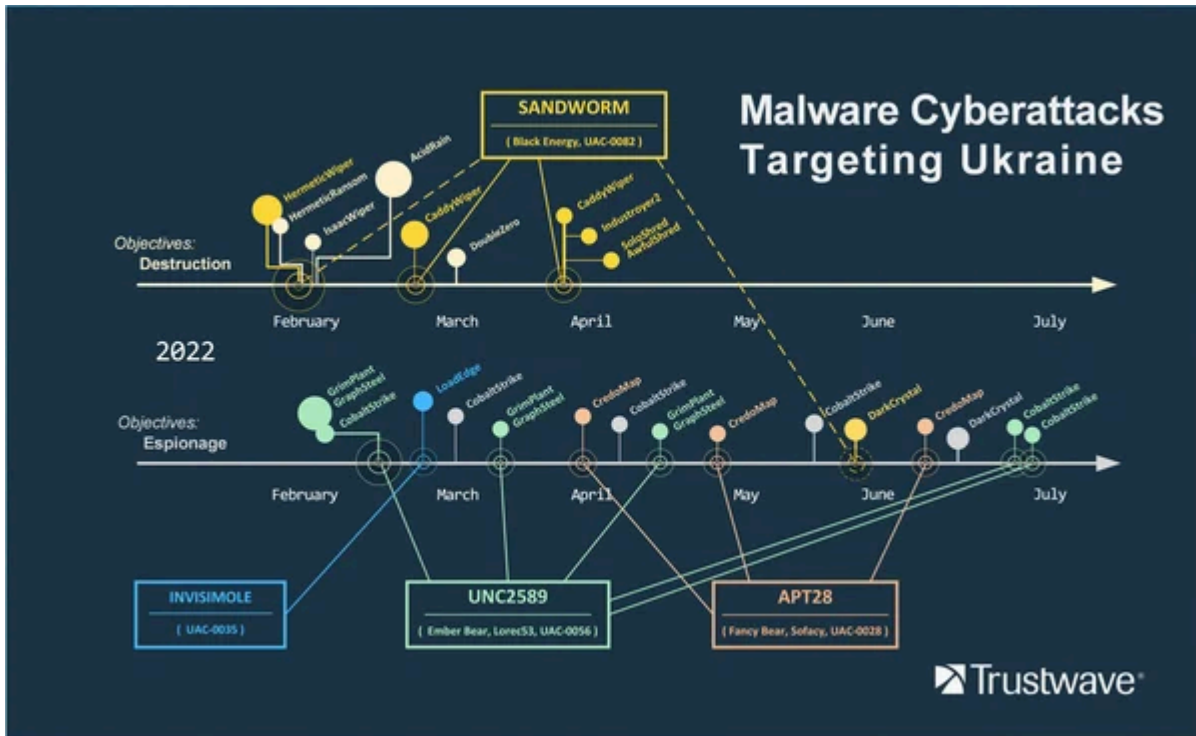 Malware Cyberattacks
Targeting Ukraine
SANDWORM
( Black Energy, UAC-0082 )
HermeticWiper
HermeticRansom
IsaacWiper
AcidRain
CaddyWiper
DoubleZero
CaddyWiper
Industroyer2
SoloShred
AwfulShred
Objectives:
Destruction
February
March
April
May
June
July
2022
GrimPlant
GraphSteel
CobaltStrike
LoadEdge
CobaltStrike
GrimPlant
GraphSteel
CredoMap
CobaltStrike
GrimPlant
GraphSteel
CredoMap
CobaltStrike
DarkCrystal
CredoMap
DarkCrystal
CobaltStrike
CobaltStrike
Objectives:
Espionage
February
March
April
May
June
July
INVISIMOLE
( UAC-0035 )
UNC2589
( Ember Bear, Lorec53, UAC-0056 )
APT28
( Fancy Bear, Sofacy, UAC-0028 )
Trustwave®